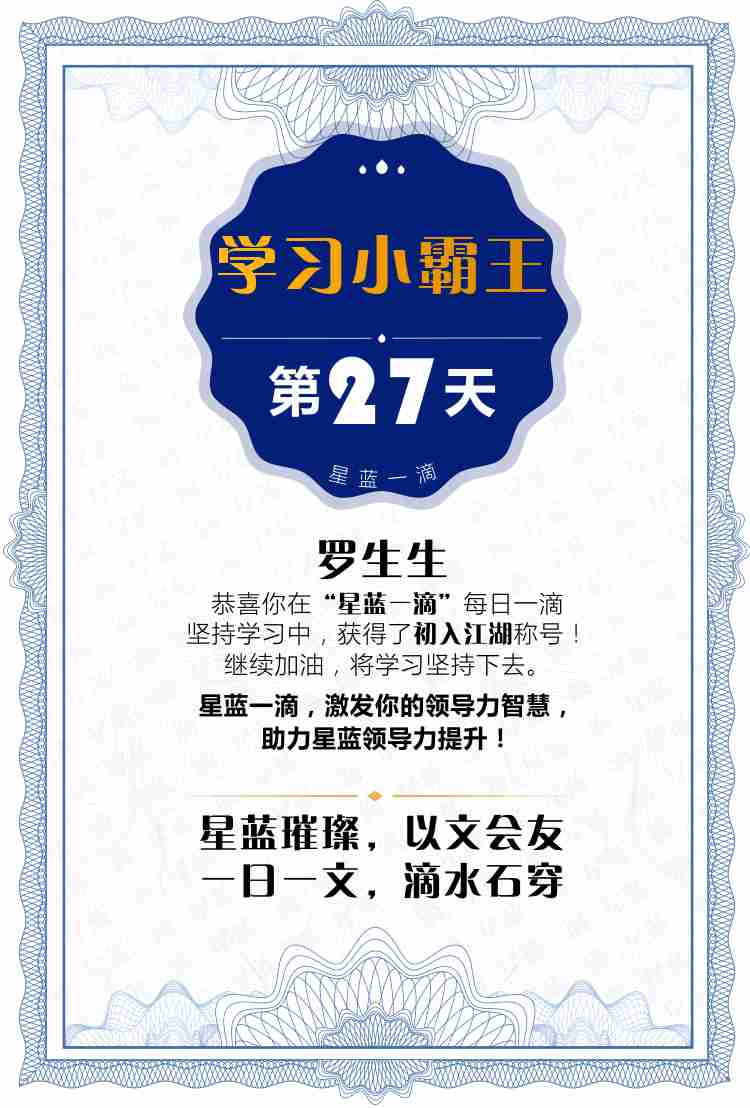 学习小霸王
第27天
星蓝一滴
罗生生
恭喜你在“星蓝一滴”每日一滴
坚持学习中，获得了初入江湖称号！
继续加油，将学习坚持下去。
星蓝一滴，激发你的领导力智慧，
助力星蓝领导力提升！
星蓝璀璨，以文会友
一日一文，滴水石穿